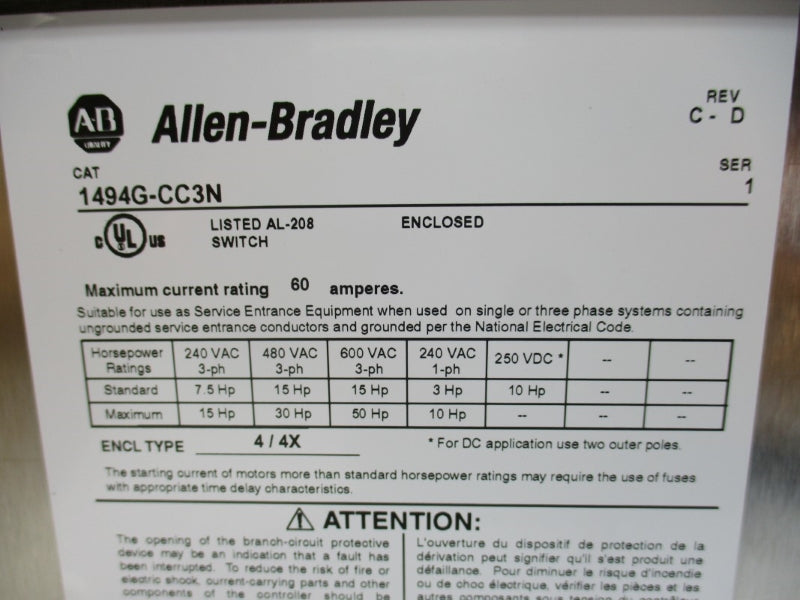 A-B
QUALITY
Allen-Bradley
REV
C - D
CAT
1494G-CC3N
SER
1
C UL US
LISTED AL-208 ENCLOSED
SWITCH
Maximum current rating 60 amperes.
Suitable for use as Service Entrance Equipment when used on single or three phase systems containing
ungrounded service entrance conductors and grounded per the National Electrical Code.
Horsepower Ratings 240 VAC 3-ph 480 VAC 3-ph 600 VAC 3-ph 240 VAC 1-ph 250 VDC * -- --
Standard 7.5 Hp 15 Hp 15 Hp 3 Hp 10 Hp -- --
Maximum 15 Hp 30 Hp 50 Hp 10 Hp -- -- --
ENCL TYPE 4 / 4X * For DC application use two outer poles.
The starting current of motors more than standard horsepower ratings may require the use of fuses
with appropriate time delay characteristics.
⚠ ATTENTION:
The opening of the branch-circuit protective
device may be an indication that a fault has
been interrupted. To reduce the risk of fire or
electric shock, current-carrying parts and other
components of the controller should be
L'ouverture du dispositif de protection de la
dérivation peut signifier qu'il s'est produit une
défaillance. Pour diminuer le risque d'incendie
ou de choc électrique, vérifier les pièces et les
autres composants sous tension du contrôleur